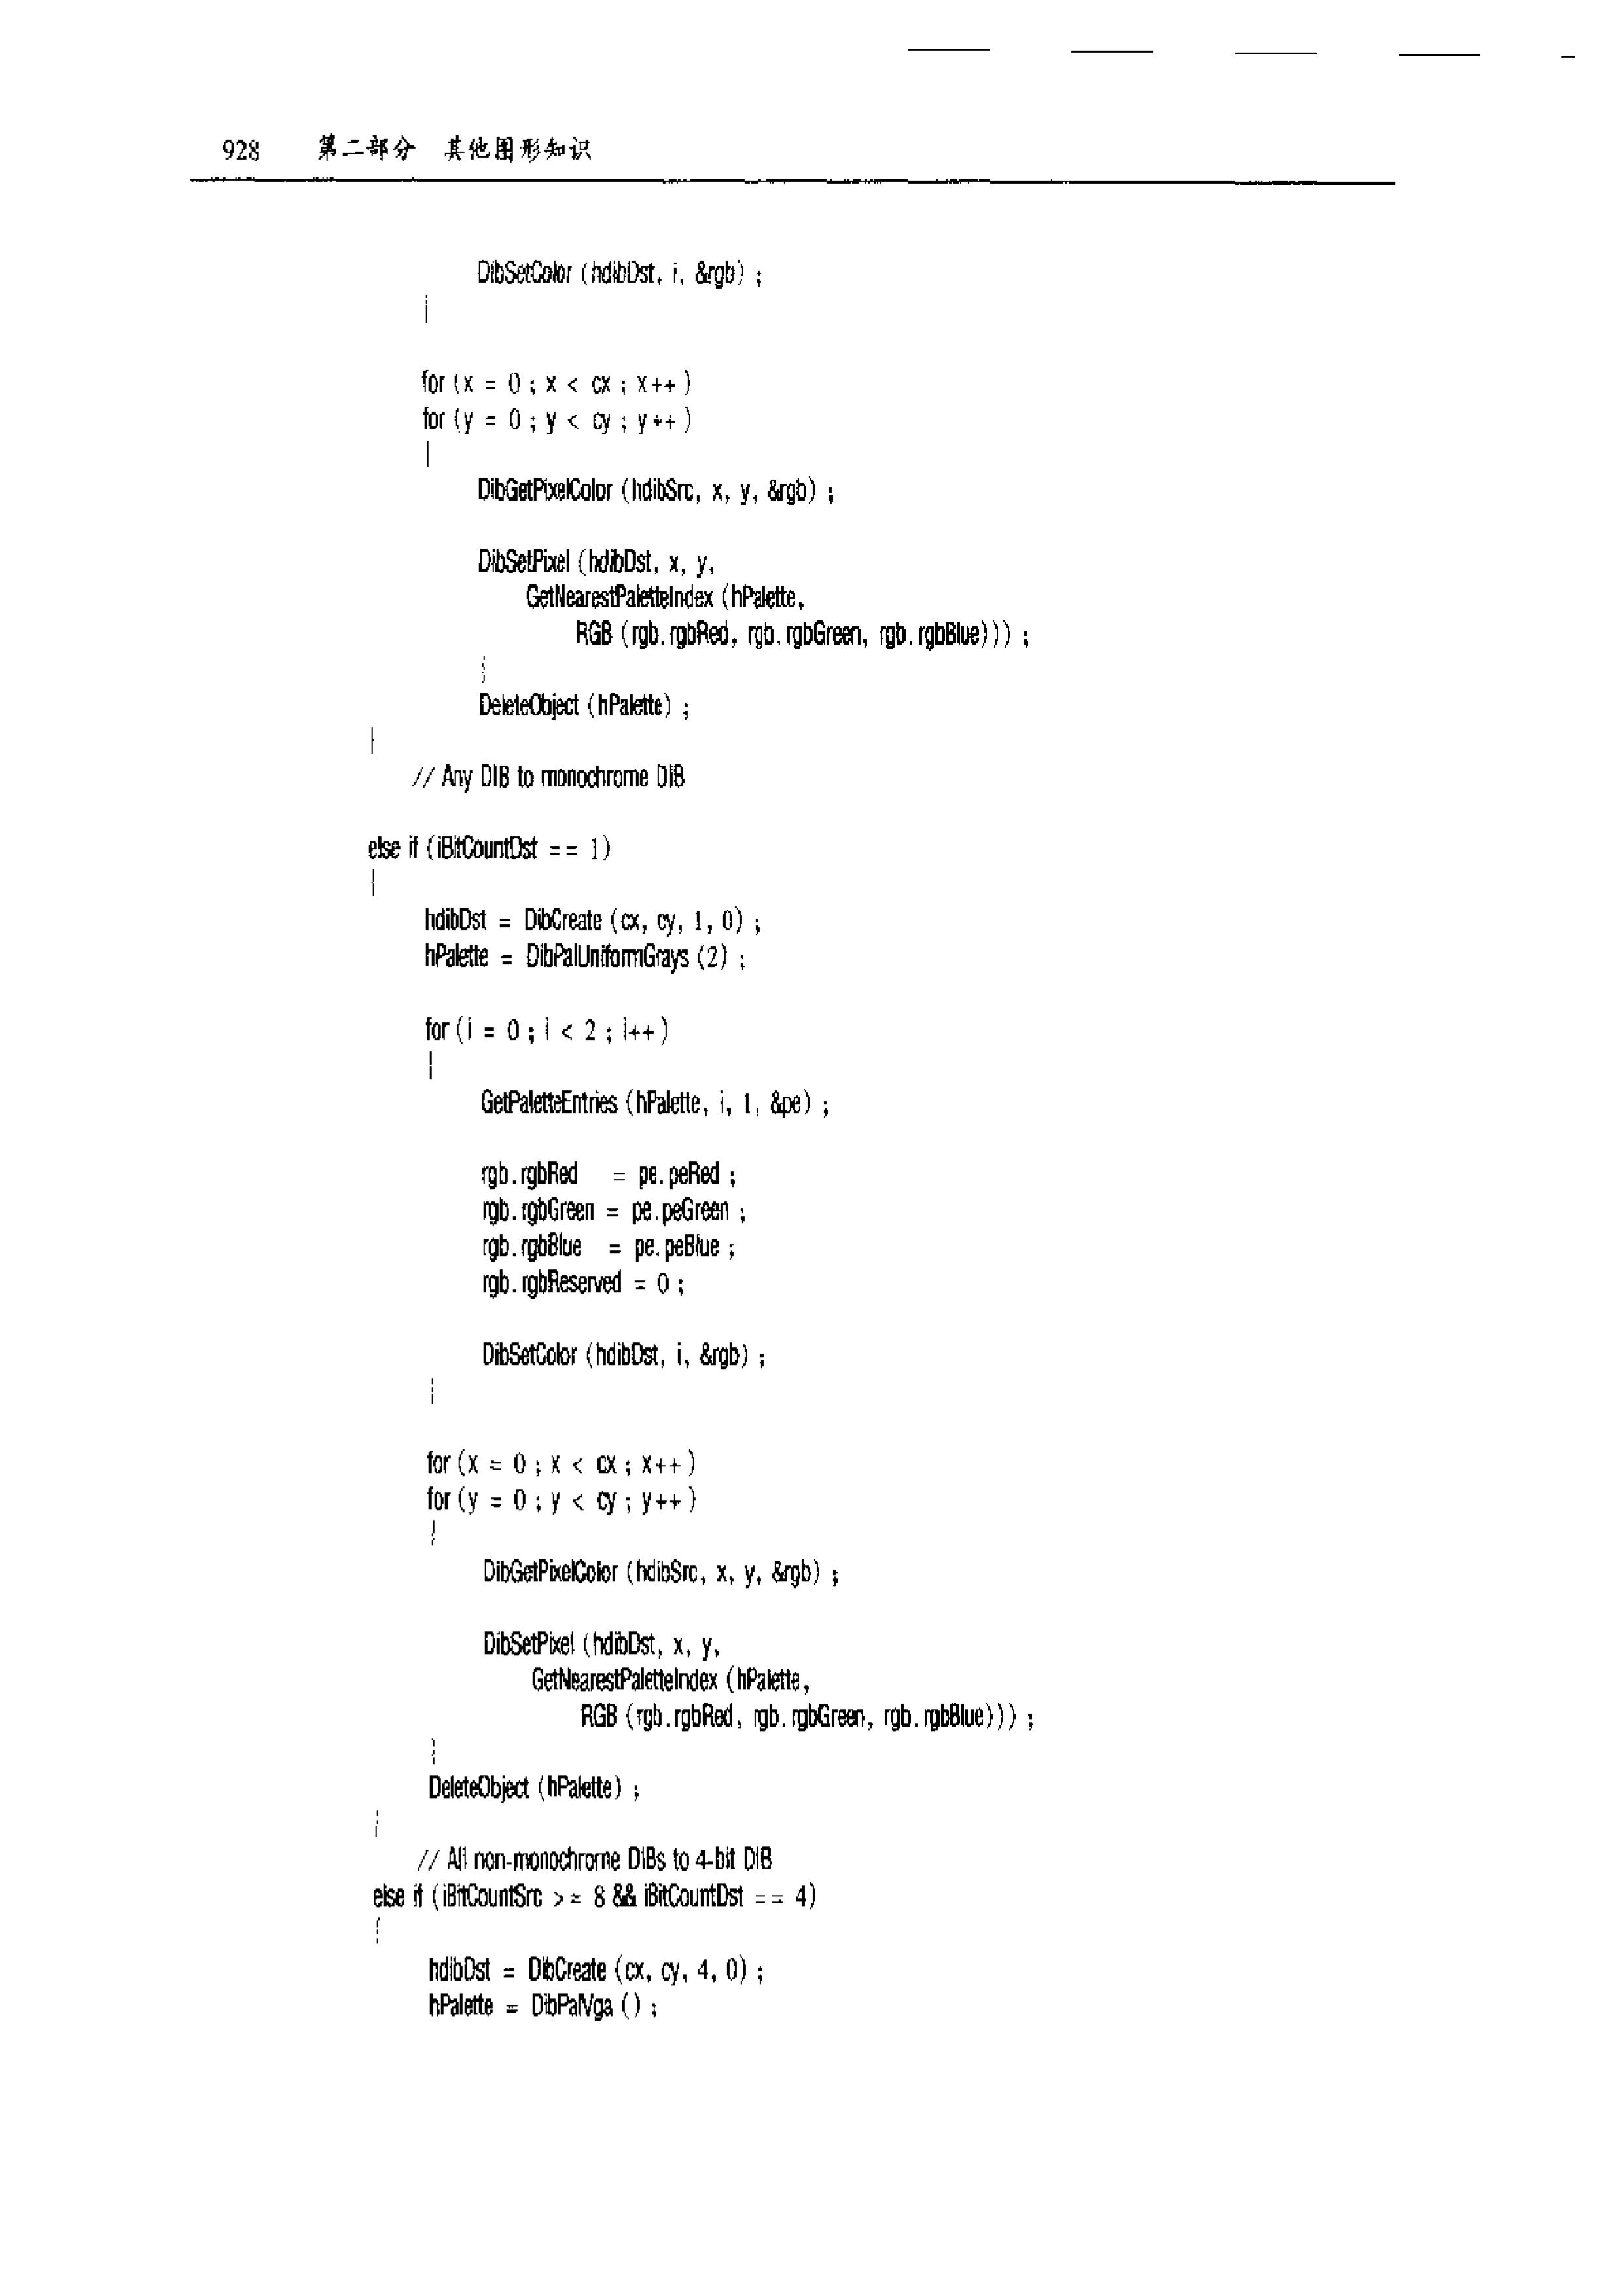 928 第二部分 其他图形知识
DibSetColor (hdibDst, i, &rgb) ;
}
for (x = 0 ; x < cx ; x++ )
for (y = 0 ; y < cy ; y++ )
{
DibGetPixelColor (hdibSrc, x, y, &rgb) ;
DibSetPixel (hdibDst, x, y,
GetNearestPaletteIndex (hPalette,
RGB (rgb.rgbRed, rgb.rgbGreen, rgb.rgbBlue))) ;
}
DeleteObject (hPalette) ;
}
// Any DIB to monochrome DIB
else if (iBitCountDst == 1)
{
hdibDst = DibCreate (cx, cy, 1, 0) ;
hPalette = DibPalUniformGrays (2) ;
for (i = 0 ; i < 2 ; i++ )
{
GetPaletteEntries (hPalette, i, 1, &pe) ;
rgb.rgbRed = pe.peRed ;
rgb.rgbGreen = pe.peGreen ;
rgb.rgbBlue = pe.peBlue ;
rgb.rgbReserved = 0 ;
DibSetColor (hdibDst, i, &rgb) ;
}
for (x = 0 ; x < cx ; x++ )
for (y = 0 ; y < cy ; y++ )
{
DibGetPixelColor (hdibSrc, x, y, &rgb) ;
DibSetPixel (hdibDst, x, y,
GetNearestPaletteIndex (hPalette,
RGB (rgb.rgbRed, rgb.rgbGreen, rgb.rgbBlue))) ;
}
DeleteObject (hPalette) ;
}
// All non-monochrome DIBs to 4-bit DIB
else if (iBitCountSrc >= 8 && iBitCountDst == 4)
{
hdibDst = DibCreate (cx, cy, 4, 0) ;
hPalette = DibPalVga () ;